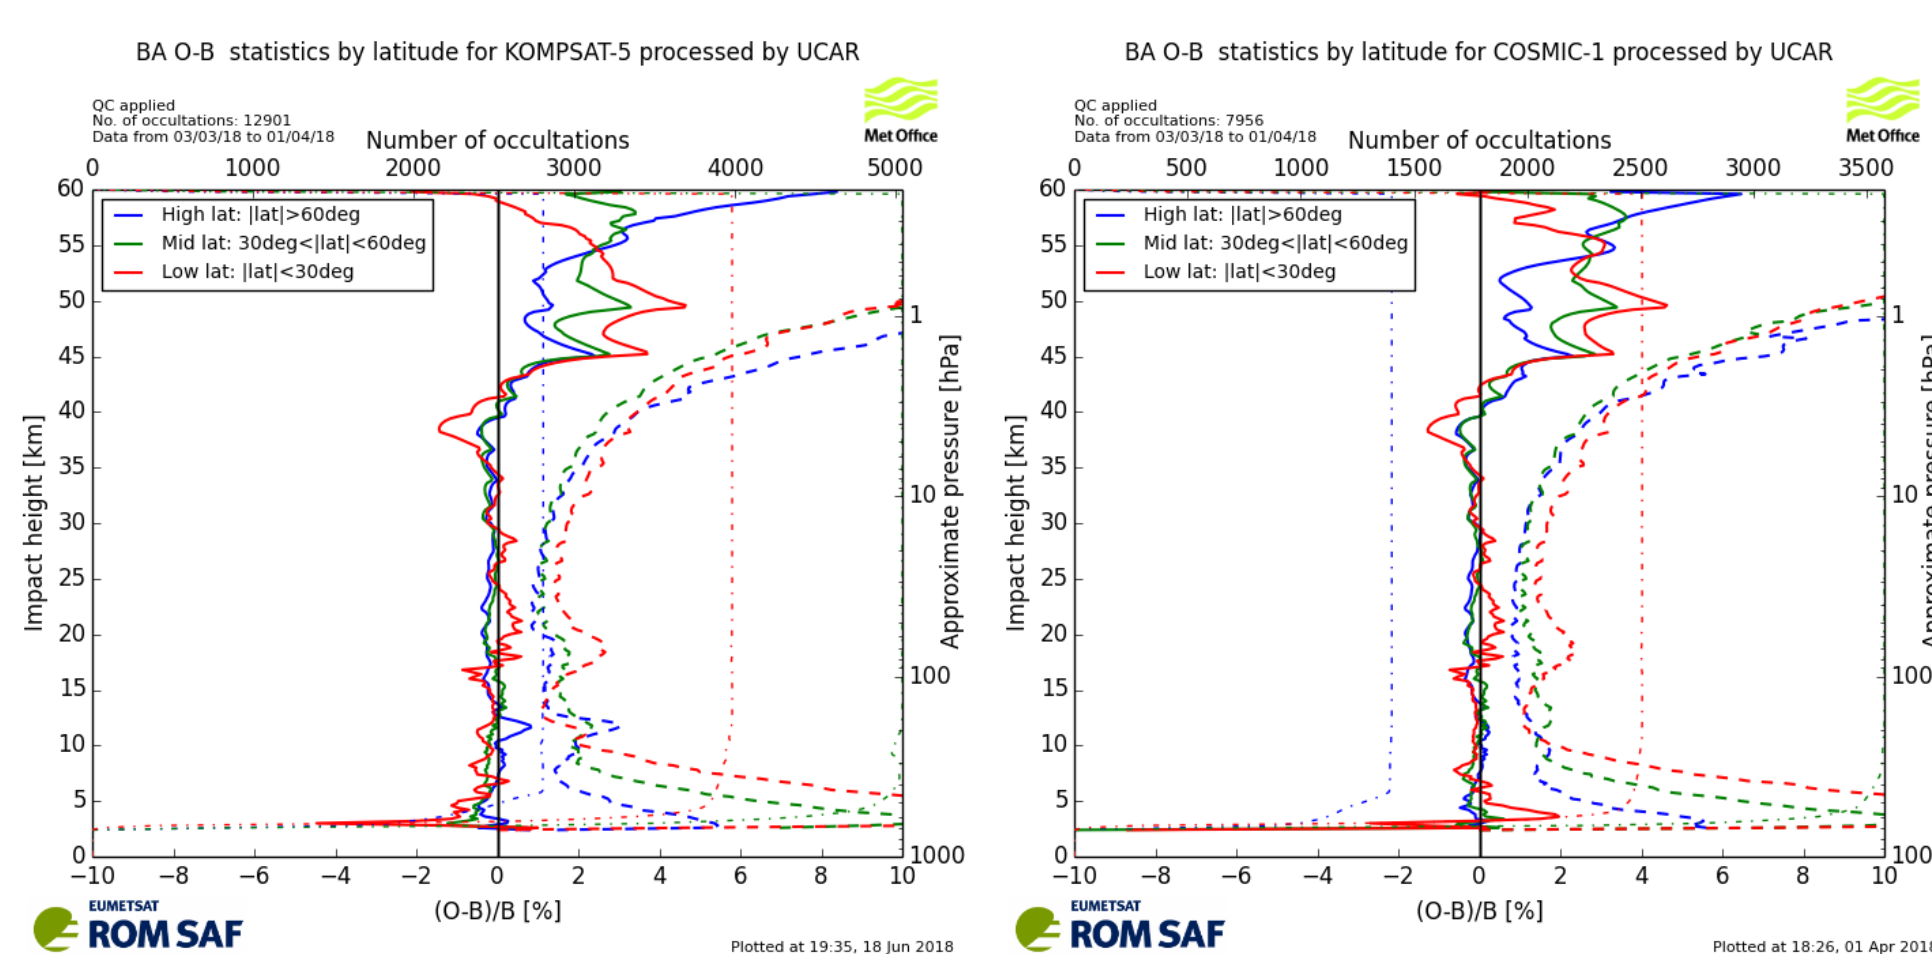 BA O-B statistics by latitude for KOMPSAT-5 processed by UCAR
QC applied
No. of occultations: 12901
Data from 03/03/18 to 01/04/18
Met Office
Number of occultations
0 1000 2000 3000 4000 5000
High lat: |lat|>60deg
Mid lat: 30deg<|lat|<60deg
Low lat: |lat|<30deg
60
55
50
45
40
35
30
25
20
15
10
5
0
Impact height [km]
1
10
100
1000
Approximate pressure [hPa]
−10 −8 −6 −4 −2 0 2 4 6 8 10
(O-B)/B [%]
EUMETSAT
ROM SAF
Plotted at 19:35, 18 Jun 2018
BA O-B statistics by latitude for COSMIC-1 processed by UCAR
QC applied
No. of occultations: 7956
Data from 03/03/18 to 01/04/18
Met Office
Number of occultations
0 500 1000 1500 2000 2500 3000 3500
High lat: |lat|>60deg
Mid lat: 30deg<|lat|<60deg
Low lat: |lat|<30deg
60
55
50
45
40
35
30
25
20
15
10
5
0
Impact height [km]
1
10
100
100
Approximate pressure [hPa]
−10 −8 −6 −4 −2 0 2 4 6 8 10
(O-B)/B [%]
EUMETSAT
ROM SAF
Plotted at 18:26, 01 Apr 2018